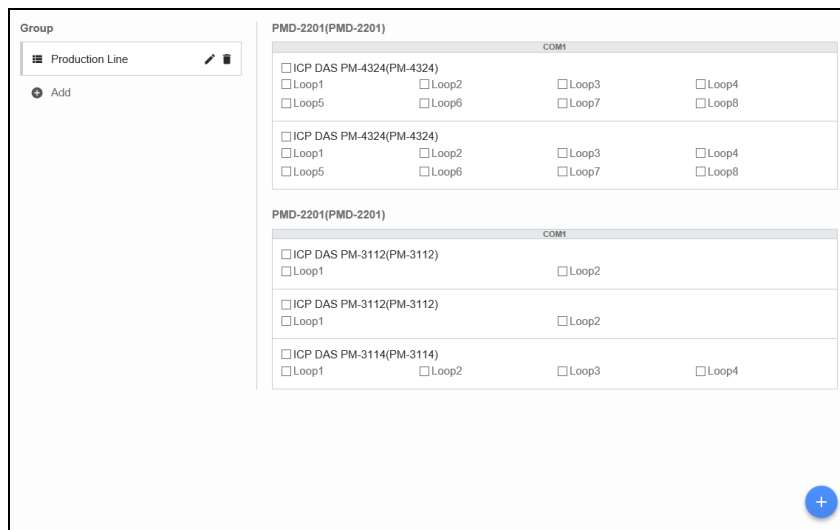 Group
Production Line
Add
PMD-2201(PMD-2201)
COM1
ICP DAS PM-4324(PM-4324)
Loop1 Loop2 Loop3 Loop4
Loop5 Loop6 Loop7 Loop8
ICP DAS PM-4324(PM-4324)
Loop1 Loop2 Loop3 Loop4
Loop5 Loop6 Loop7 Loop8
PMD-2201(PMD-2201)
COM1
ICP DAS PM-3112(PM-3112)
Loop1 Loop2
ICP DAS PM-3112(PM-3112)
Loop1 Loop2
ICP DAS PM-3114(PM-3114)
Loop1 Loop2 Loop3 Loop4